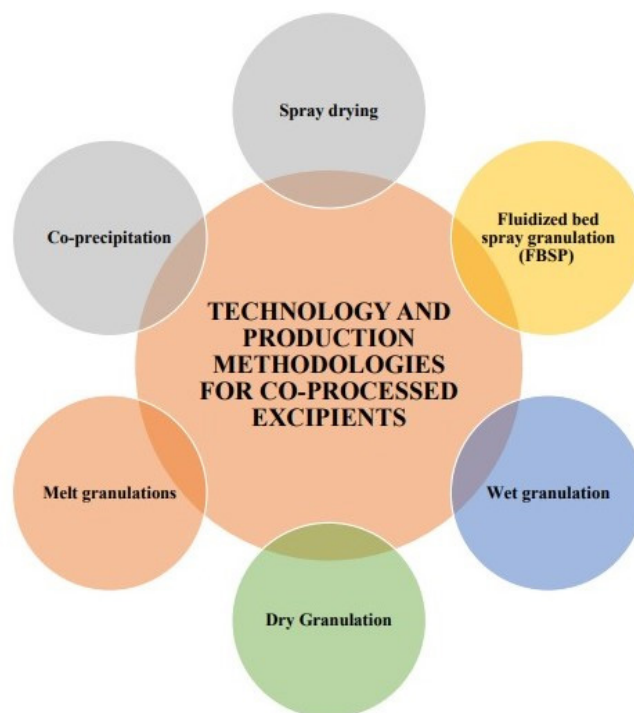 Spray drying
Fluidized bed
spray granulation
(FBSP)
Co-precipitation
TECHNOLOGY AND
PRODUCTION
METHODOLOGIES
FOR CO-PROCESSED
EXCIPIENTS
Melt granulations
Wet granulation
Dry Granulation